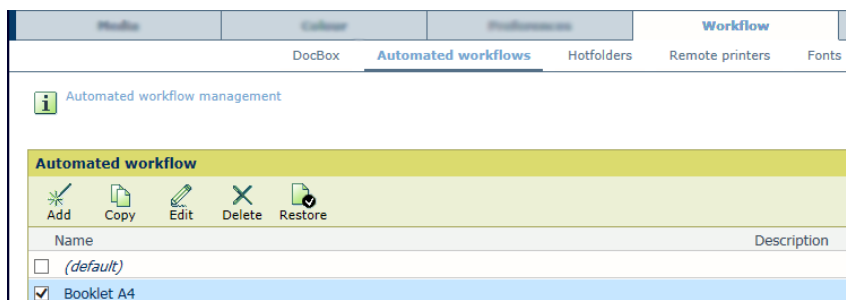 Workflow
DocBox Automated workflows Hotfolders Remote printers Fonts
Automated workflow management
Automated workflow
Add Copy Edit Delete Restore
Name Description
(default)
Booklet A4